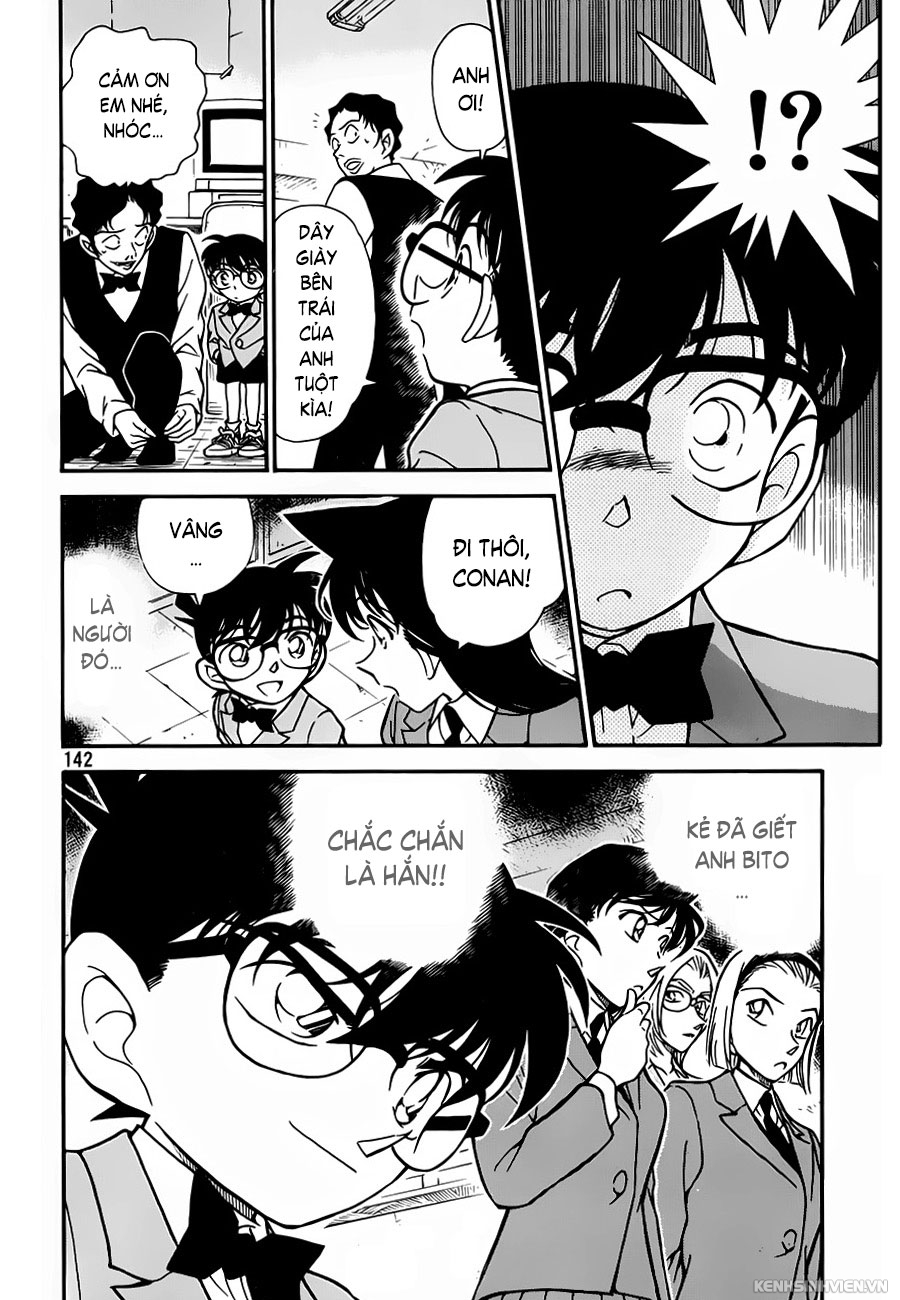 !?
ANH
ƠI!
DÂY
GIÀY
BÊN
TRÁI
CỦA
ANH
TUỘT
KÌA!
CẢM ƠN
EM NHÉ,
NHÓC...
ĐI THÔI,
CONAN!
VÂNG
...
LÀ
NGƯỜI
ĐÓ...
142
KẺ ĐÃ GIẾT
ANH BITO
...
CHẮC CHẮN
LÀ HẮN!!
KENHSINHVIEN.VN